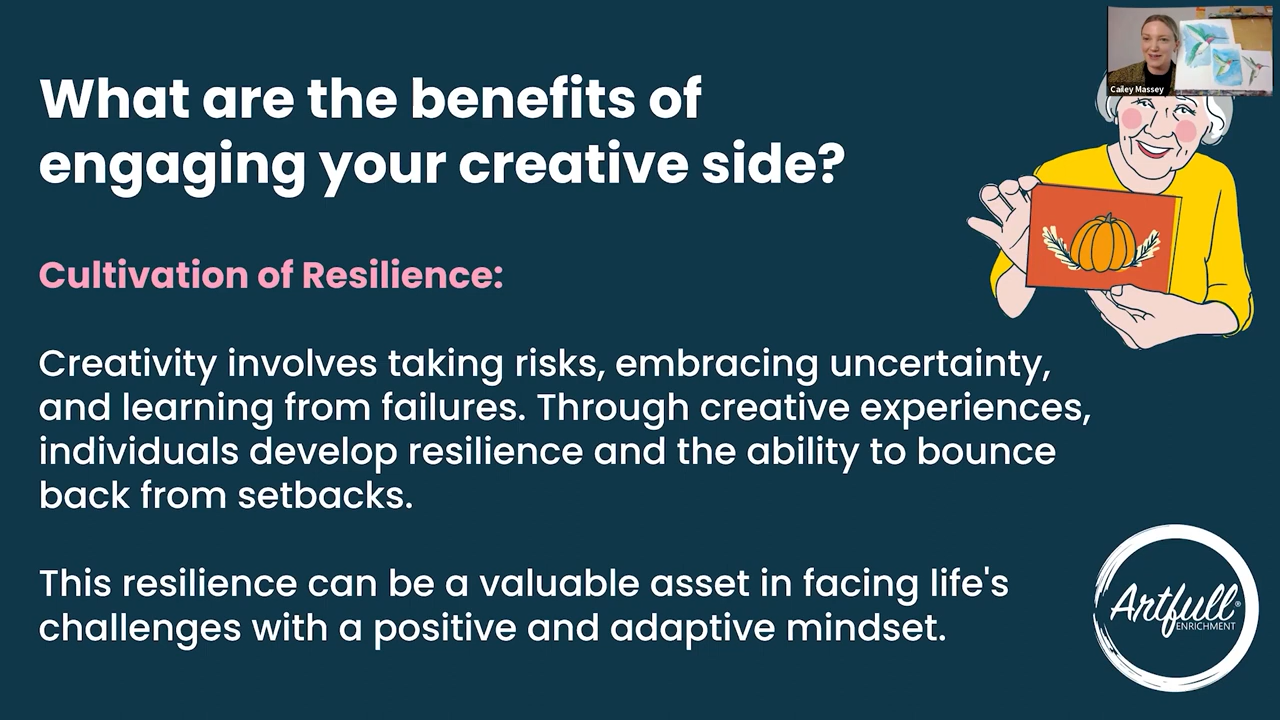 Cailey Massey
What are the benefits of
engaging your creative side?
Cultivation of Resilience:
Creativity involves taking risks, embracing uncertainty,
and learning from failures. Through creative experiences,
individuals develop resilience and the ability to bounce
back from setbacks.
This resilience can be a valuable asset in facing life's
challenges with a positive and adaptive mindset.
Artfull®
ENRICHMENT